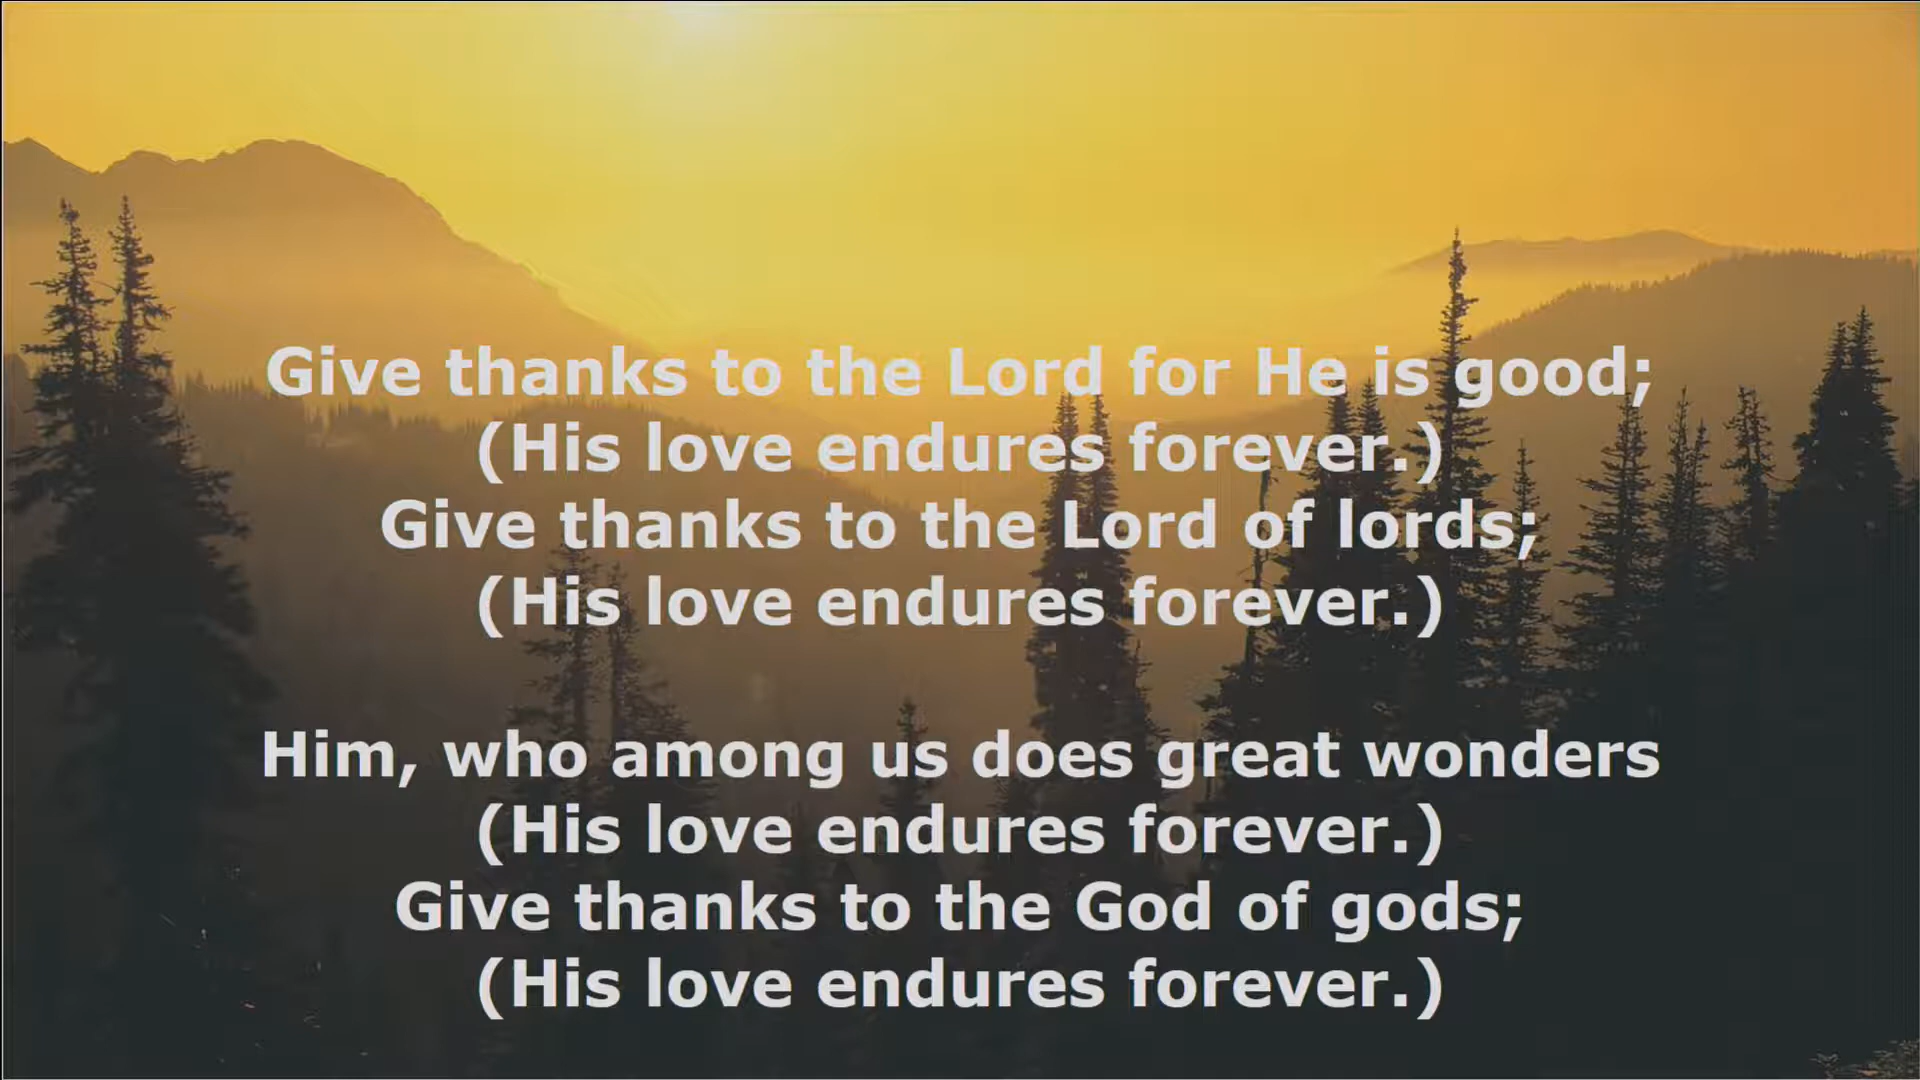 Give thanks to the Lord for He is good;
(His love endures forever.)
Give thanks to the Lord of lords;
(His love endures forever.)
Him, who among us does great wonders
(His love endures forever.)
Give thanks to the God of gods;
(His love endures forever.)